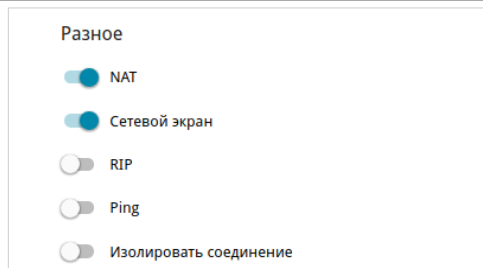 Разное
NAT
Сетевой экран
RIP
Ping
Изолировать соединение